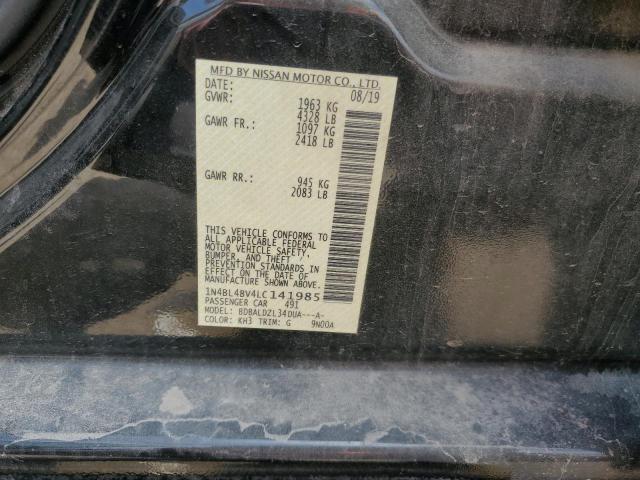 MFD BY NISSAN MOTOR CO., LTD.
DATE: 08/19
GVWR: 1963 KG
4328 LB
GAWR FR.: 1097 KG
2418 LB
GAWR RR.: 945 KG
2083 LB
THIS VEHICLE CONFORMS TO
ALL APPLICABLE FEDERAL
MOTOR VEHICLE SAFETY,
BUMPER, AND THEFT
PREVENTION STANDARDS IN
EFFECT ON THE DATE OF
MANUFACTURE SHOWN ABOVE.
1N4BL4BV4LC141985
PASSENGER CAR 49I
MODEL: BDBALDZL34DUA---A-
COLOR: KH3 TRIM: G 9N00A